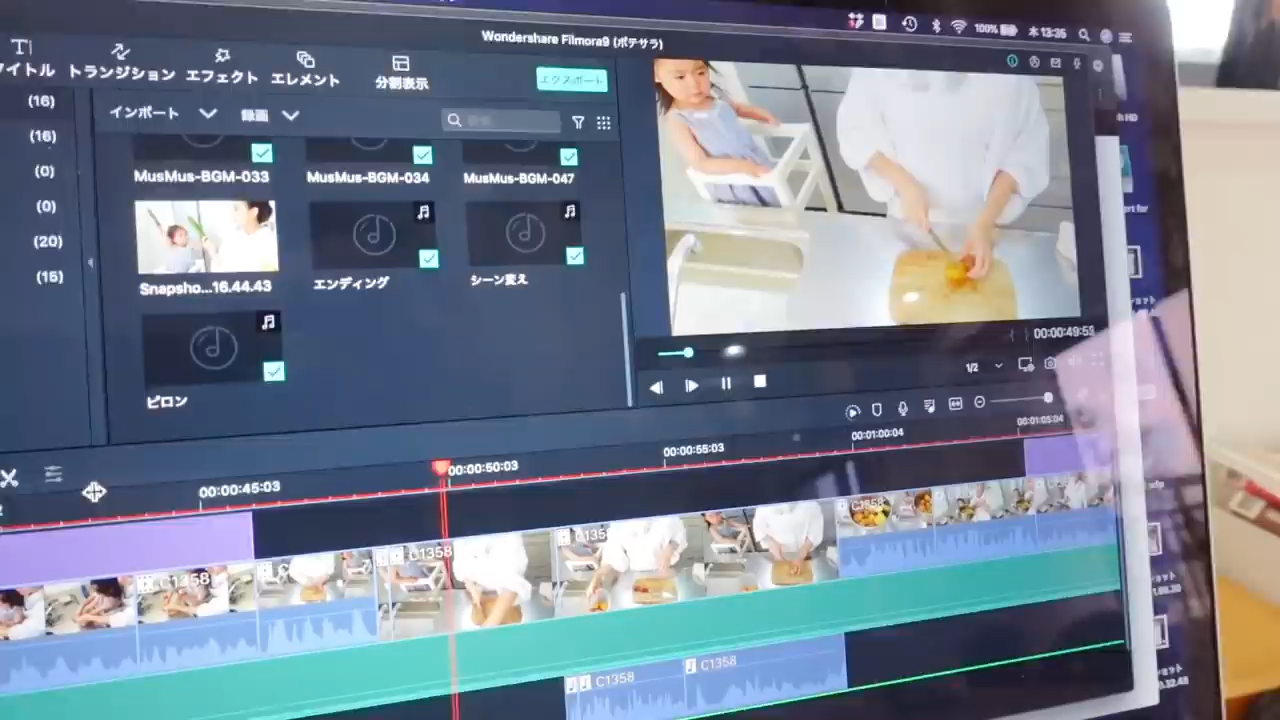 100% 木13:35
Wondershare Filmora9 (ポテサラ)
タイトル トランジション エフェクト エレメント 分割表示 エクスポート
(16)
(16)
(0)
(0)
(20)
(15)
インポート 録画
MusMus-BGM-033 MusMus-BGM-034 MusMus-BGM-047
Snapsho...16.44.43 エンディング シーン変え
ピロン
00:00:49:53
1/2
00:00:45:03 00:00:50:03 00:00:55:03 00:01:00:04 00:01:05:04
C1358 C1358 C1358 C1358
C1358 C1358